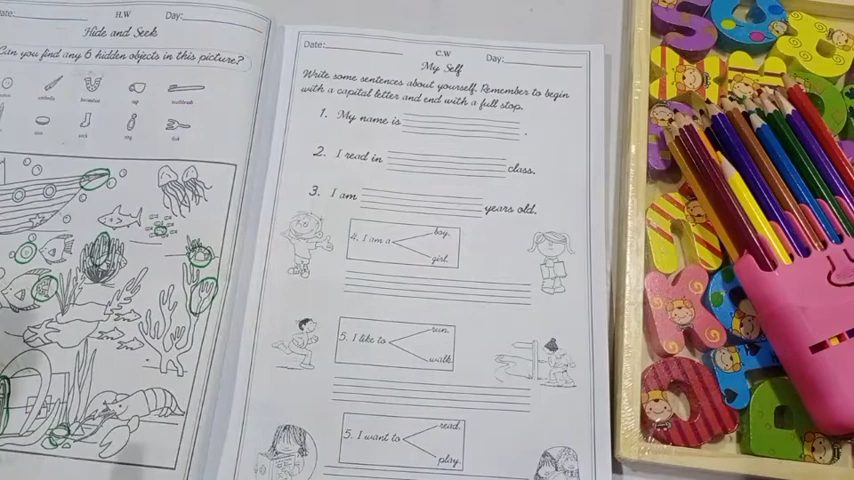 ate:
H.W
Day:
Hide and Seek
Can you find any 6 hidden objects in this picture?
toothbrush
sock
ring
fork
Date:
C.W
Day:
My Self
Write some sentences about yourself. Remember to begin
with a capital letter and end with a full stop.
1. My name is .
2. I read in class.
3. I am years old.
4. I am a
boy.
girl.
5. I like to
run.
walk
5. I want to
read.
play.